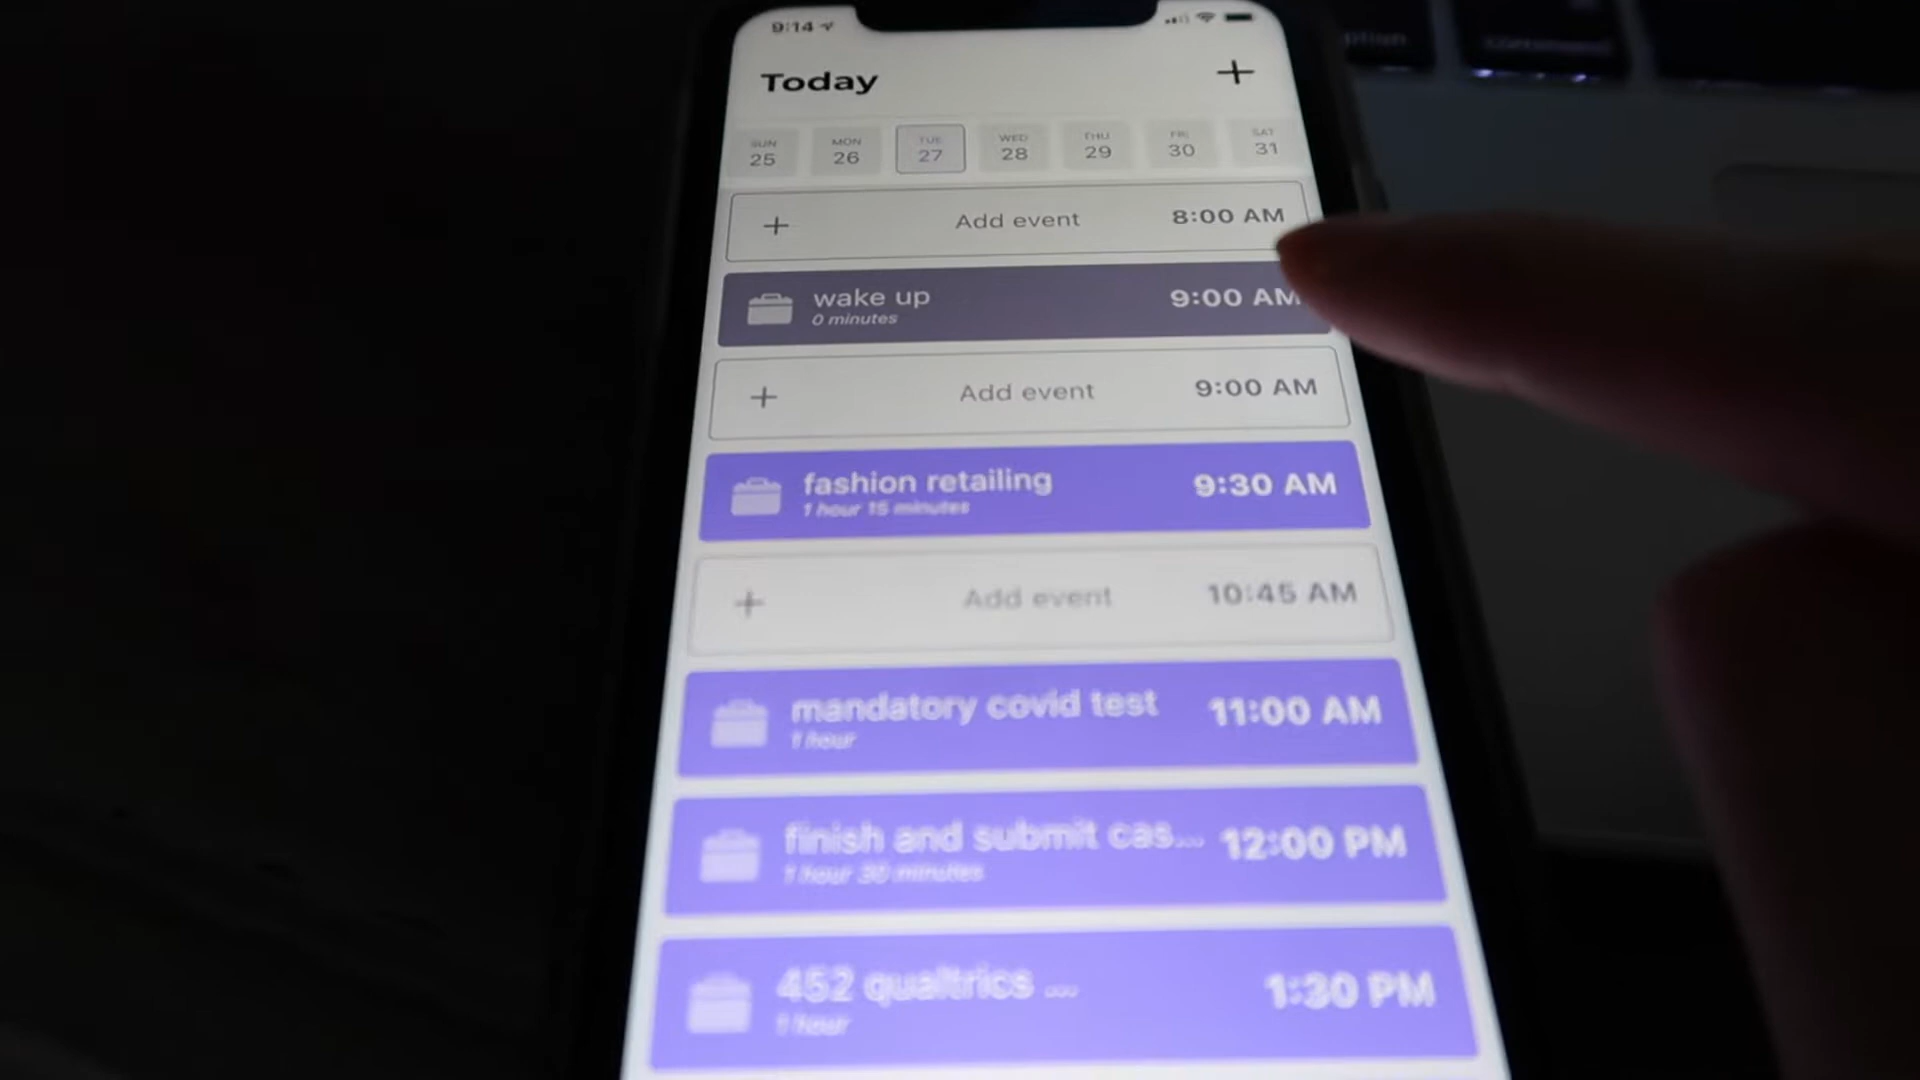 9:14
Today
SUN MON TUE WED THU FRI SAT
25 26 27 28 29 30 31
Add event 8:00 AM
wake up 9:00 AM
0 minutes
Add event 9:00 AM
fashion retailing 9:30 AM
1 hour 15 minutes
Add event 10:45 AM
mandatory covid test 11:00 AM
1 hour
finish and submit cas... 12:00 PM
1 hour 30 minutes
452 qualtrics ... 1:30 PM
1 hour
command